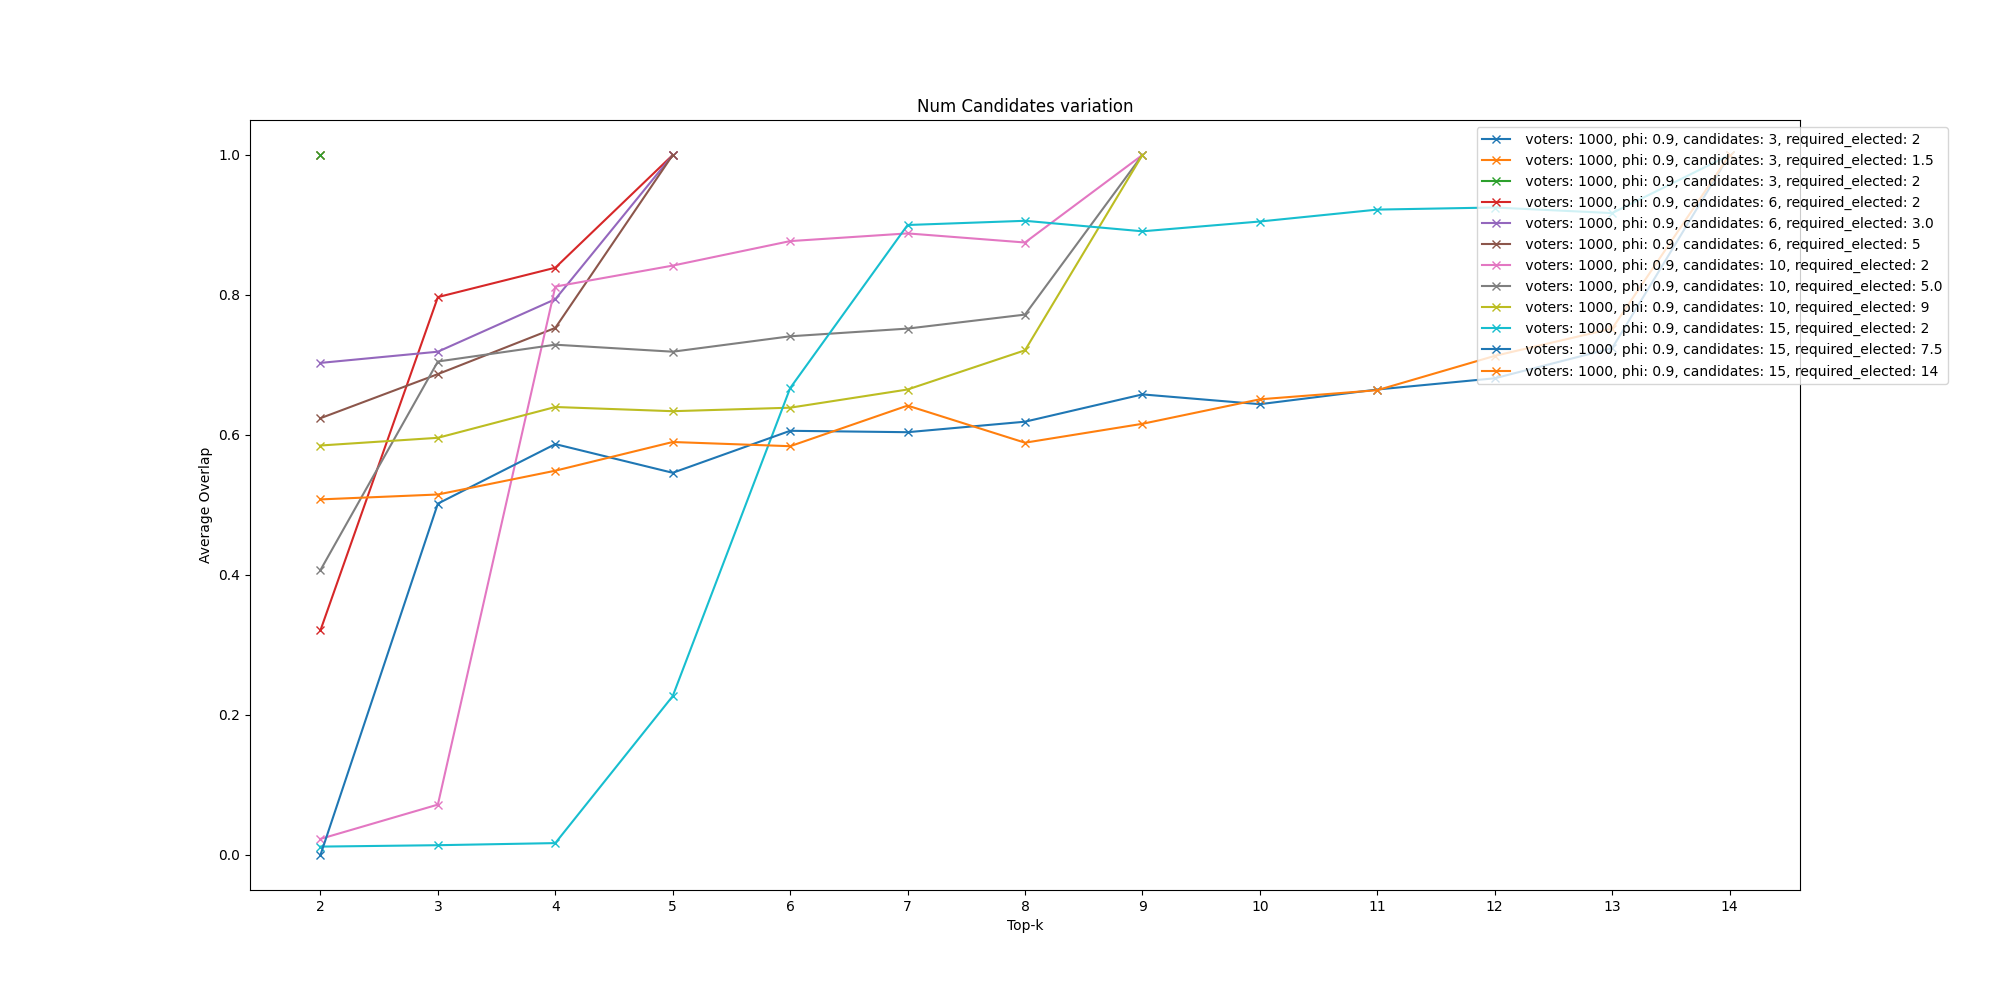 Num Candidates variation
voters: 1000, phi: 0.9, candidates: 3, required_elected: 2
voters: 1000, phi: 0.9, candidates: 3, required_elected: 1.5
voters: 1000, phi: 0.9, candidates: 3, required_elected: 2
voters: 1000, phi: 0.9, candidates: 6, required_elected: 2
voters: 1000, phi: 0.9, candidates: 6, required_elected: 3.0
voters: 1000, phi: 0.9, candidates: 6, required_elected: 5
voters: 1000, phi: 0.9, candidates: 10, required_elected: 2
voters: 1000, phi: 0.9, candidates: 10, required_elected: 5.0
voters: 1000, phi: 0.9, candidates: 10, required_elected: 9
voters: 1000, phi: 0.9, candidates: 15, required_elected: 2
voters: 1000, phi: 0.9, candidates: 15, required_elected: 7.5
voters: 1000, phi: 0.9, candidates: 15, required_elected: 14
Average Overlap
1.0
0.8
0.6
0.4
0.2
0.0
2 3 4 5 6 7 8 9 10 11 12 13 14
Top-k